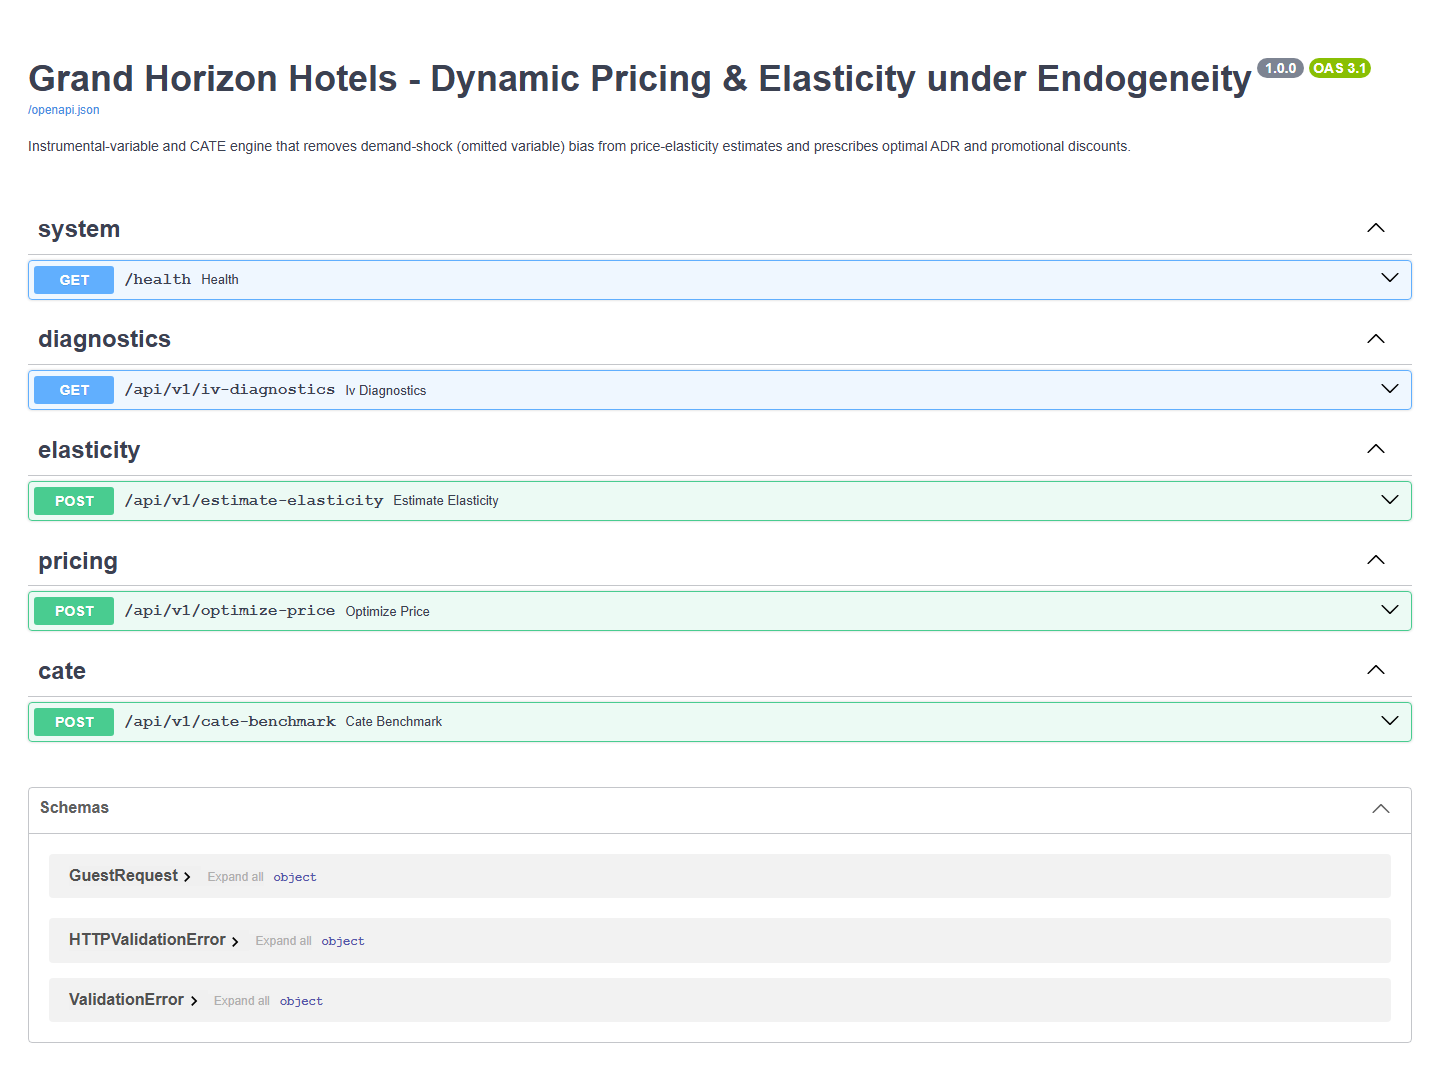 Grand Horizon Hotels - Dynamic Pricing & Elasticity under Endogeneity 1.0.0 OAS 3.1
/openapi.json
Instrumental-variable and CATE engine that removes demand-shock (omitted variable) bias from price-elasticity estimates and prescribes optimal ADR and promotional discounts.
system
GET /health Health
diagnostics
GET /api/v1/iv-diagnostics Iv Diagnostics
elasticity
POST /api/v1/estimate-elasticity Estimate Elasticity
pricing
POST /api/v1/optimize-price Optimize Price
cate
POST /api/v1/cate-benchmark Cate Benchmark
Schemas
GuestRequest Expand all object
HTTPValidationError Expand all object
ValidationError Expand all object